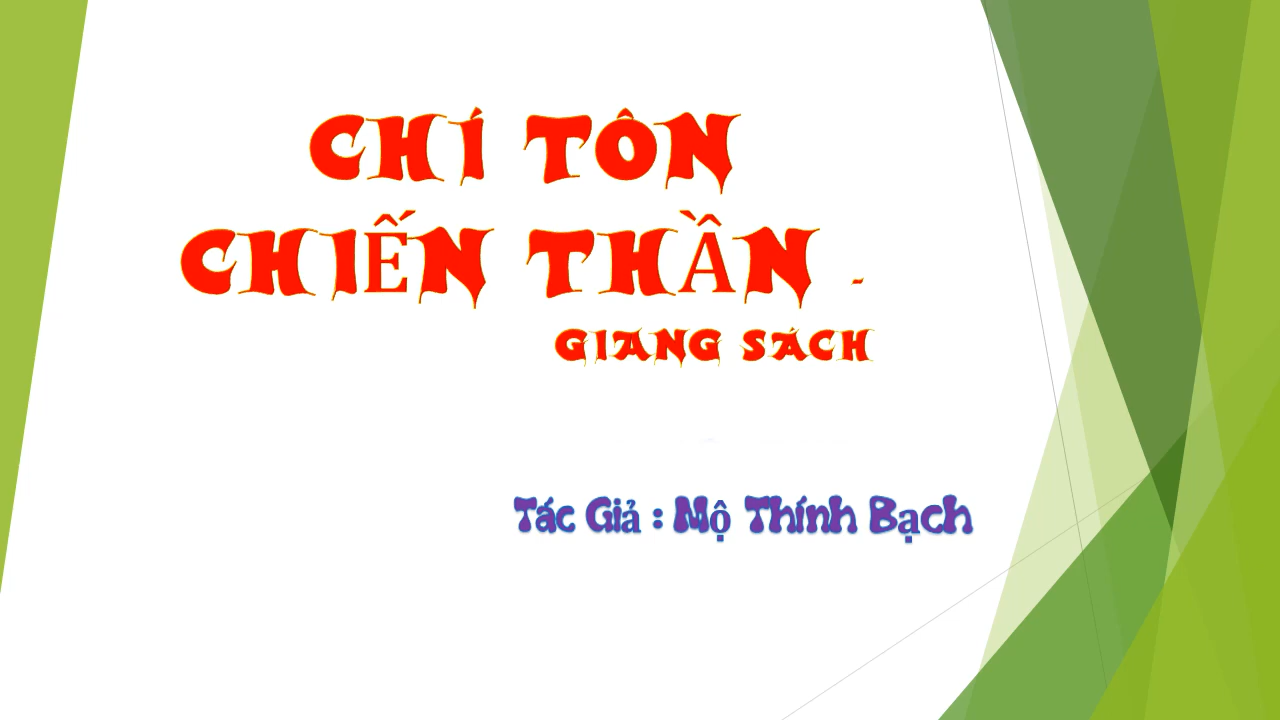 CHÍ TÔN
CHIẾN THẦN -
GIANG SÁCH
Tác Giả : Mộ Thính Bạch